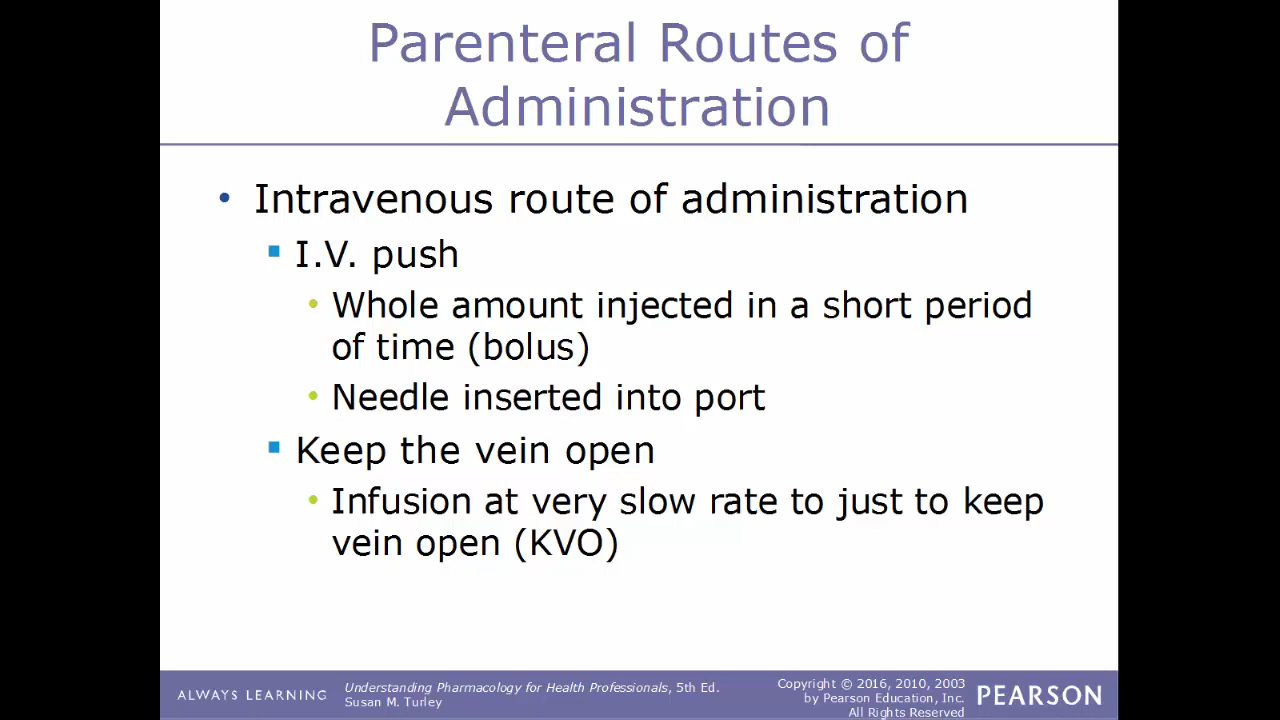 Parenteral Routes of
Administration
• Intravenous route of administration
▪ I.V. push
• Whole amount injected in a short period
of time (bolus)
• Needle inserted into port
▪ Keep the vein open
• Infusion at very slow rate to just to keep
vein open (KVO)
ALWAYS LEARNING
Understanding Pharmacology for Health Professionals, 5th Ed.
Susan M. Turley
Copyright © 2016, 2010, 2003
by Pearson Education, Inc.
All Rights Reserved
PEARSON